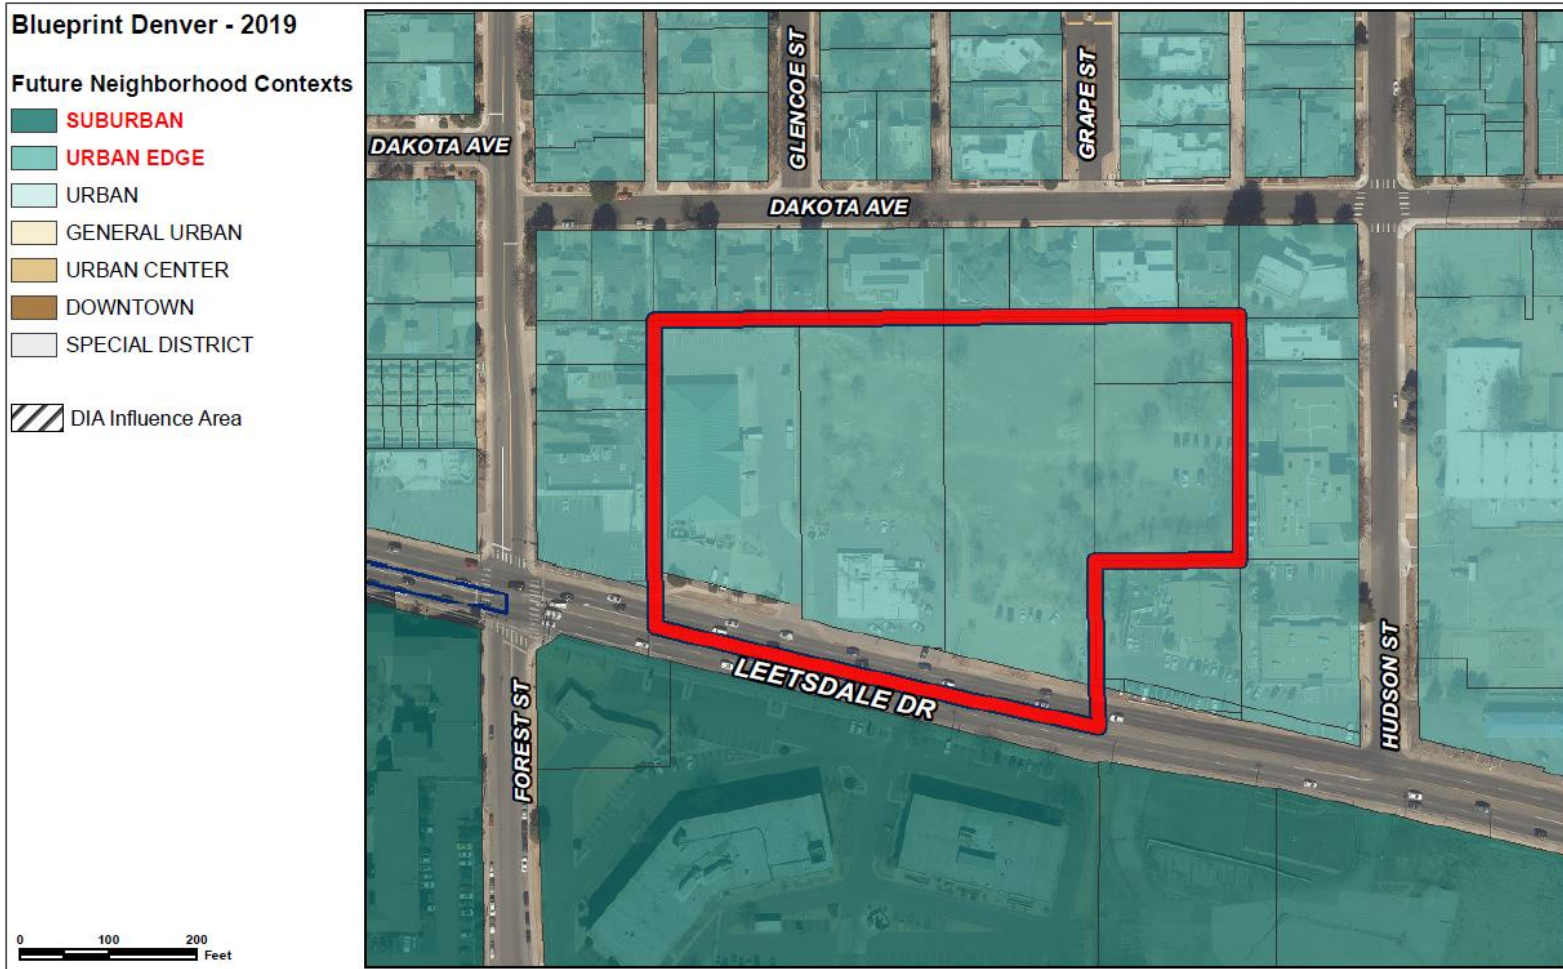 Blueprint Denver - 2019
Future Neighborhood Contexts
SUBURBAN
URBAN EDGE
URBAN
GENERAL URBAN
URBAN CENTER
DOWNTOWN
SPECIAL DISTRICT
DIA Influence Area
0 100 200
Feet
GLENCOE ST
GRAPE ST
DAKOTA AVE
DAKOTA AVE
LEETSDALE DR
FOREST ST
HUDSON ST